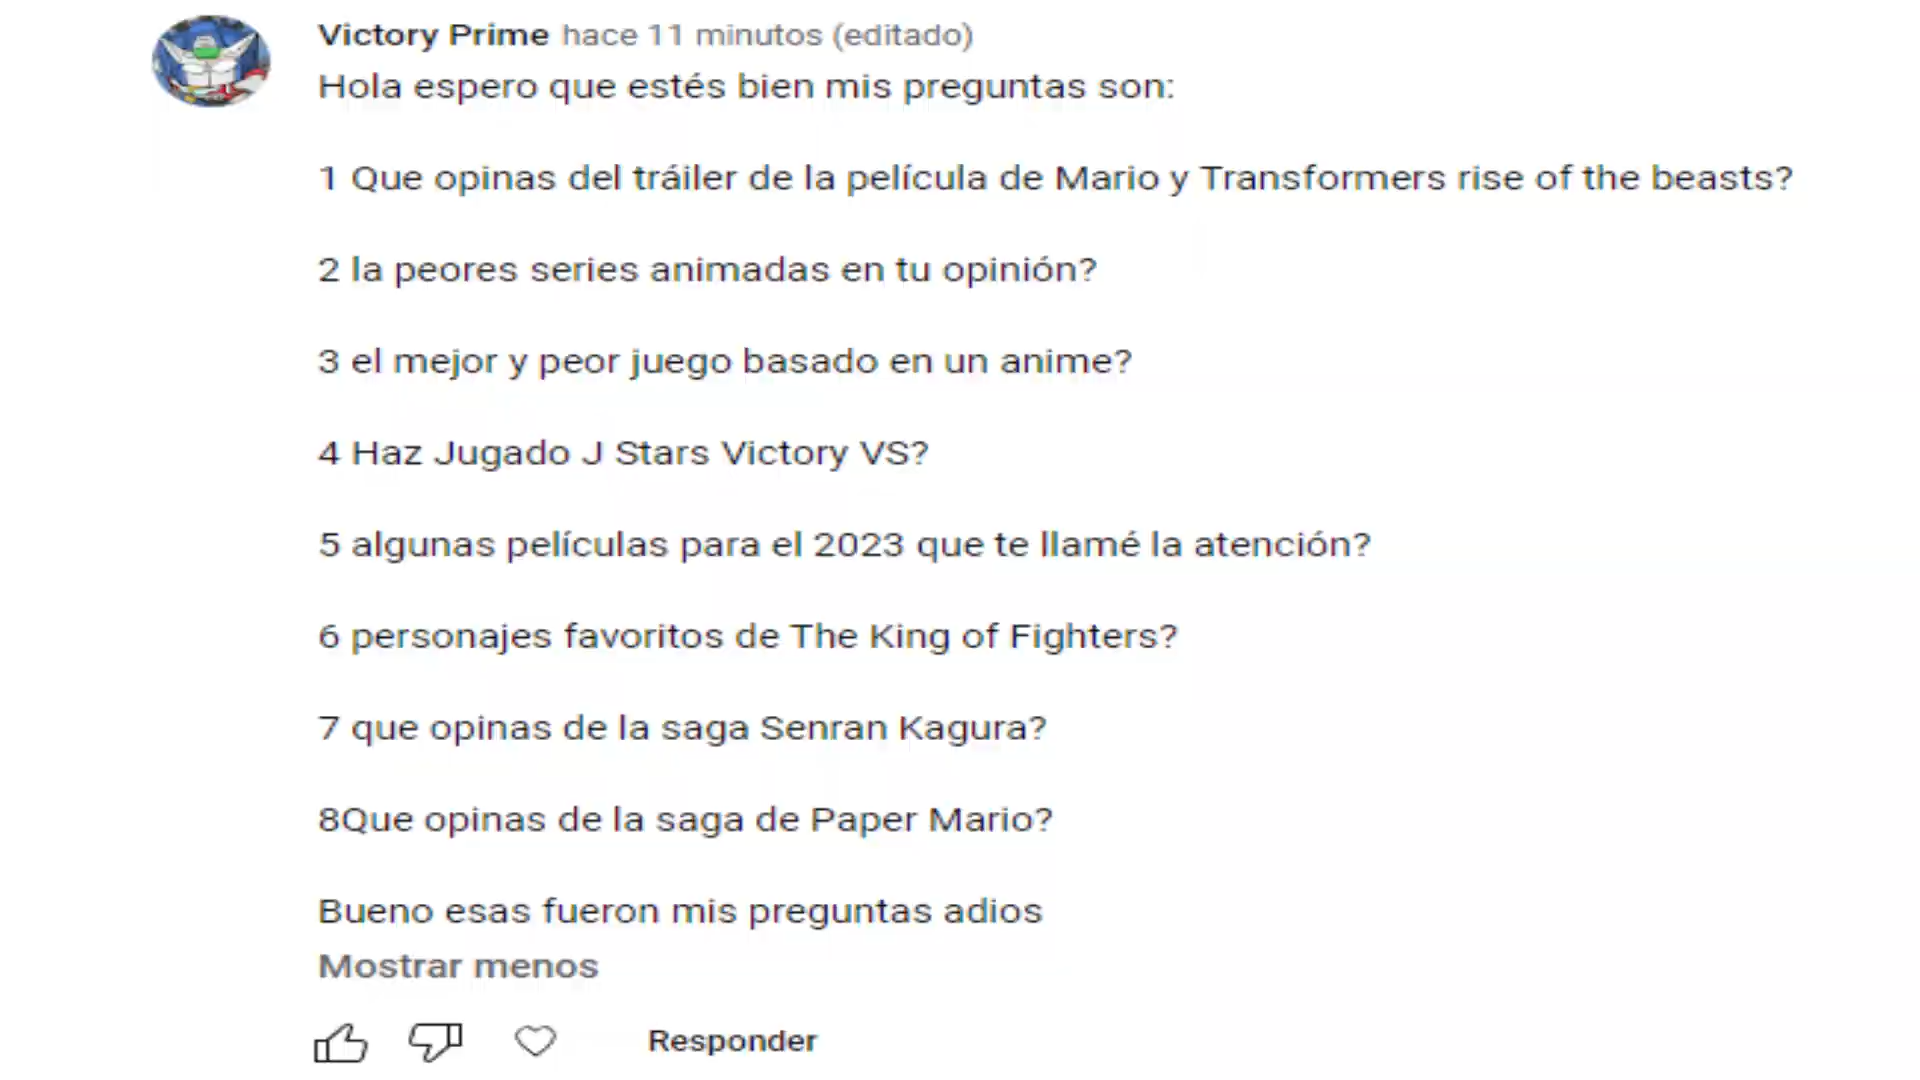 Victory Prime hace 11 minutos (editado)
Hola espero que estés bien mis preguntas son:
1 Que opinas del tráiler de la película de Mario y Transformers rise of the beasts?
2 la peores series animadas en tu opinión?
3 el mejor y peor juego basado en un anime?
4 Haz Jugado J Stars Victory VS?
5 algunas películas para el 2023 que te llamé la atención?
6 personajes favoritos de The King of Fighters?
7 que opinas de la saga Senran Kagura?
8Que opinas de la saga de Paper Mario?
Bueno esas fueron mis preguntas adios
Mostrar menos
Responder